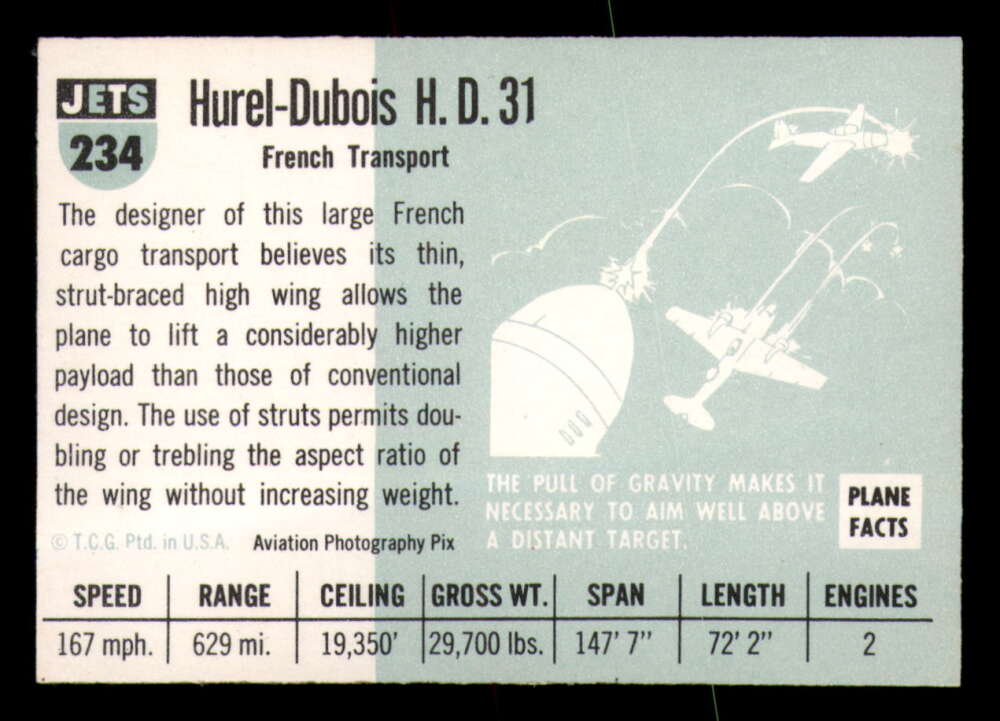 JETS
234
Hurel-Dubois H. D. 31
French Transport
The designer of this large French
cargo transport believes its thin,
strut-braced high wing allows the
plane to lift a considerably higher
payload than those of conventional
design. The use of struts permits dou-
bling or trebling the aspect ratio of
the wing without increasing weight.
© T.C.G. Ptd. in U.S.A. Aviation Photography Pix
DUG
THE PULL OF GRAVITY MAKES IT
NECESSARY TO AIM WELL ABOVE
A DISTANT TARGET.
PLANE
FACTS
SPEED RANGE CEILING GROSS WT. SPAN LENGTH ENGINES
167 mph. 629 mi. 19,350' 29,700 lbs. 147' 7" 72' 2" 2